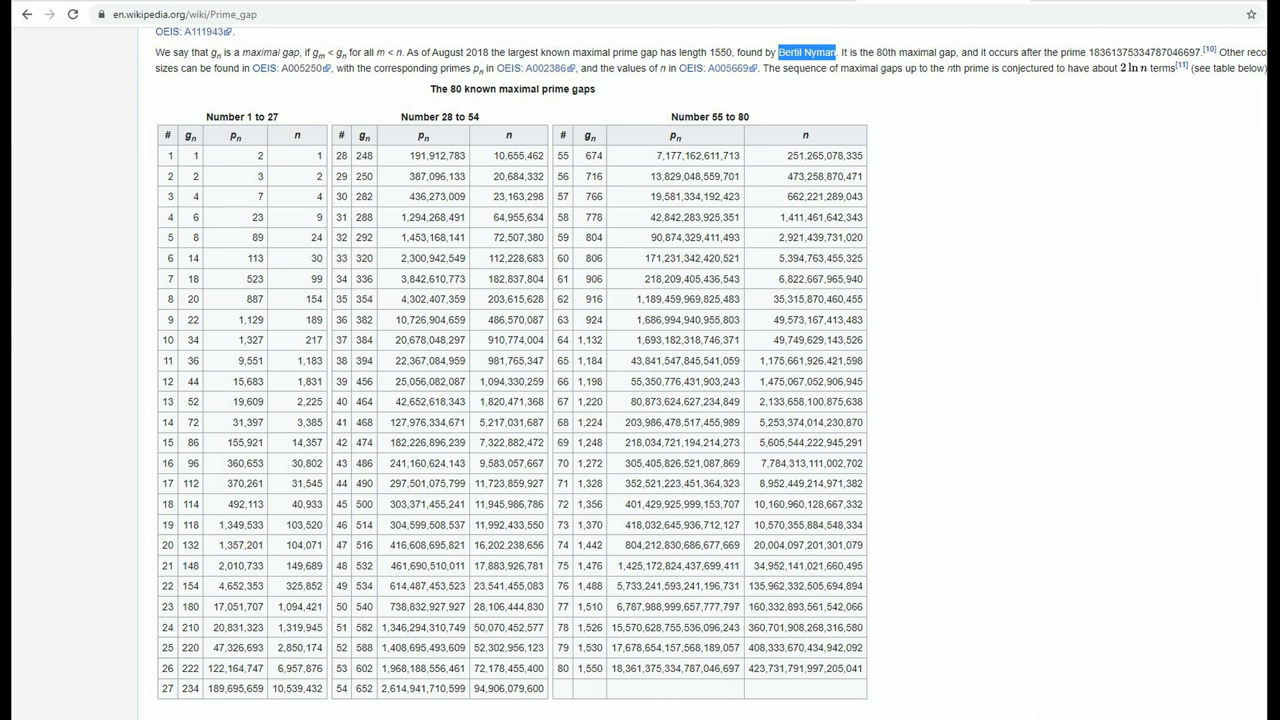 en.wikipedia.org/wiki/Prime_gap
OEIS: A111943
We say that gn is a maximal gap, if gm < gn for all m < n. As of August 2018 the largest known maximal prime gap has length 1550, found by Bertil Nyman. It is the 80th maximal gap, and it occurs after the prime 18361375334787046697.[10] Other reco
sizes can be found in OEIS: A005250, with the corresponding primes pn in OEIS: A002386, and the values of n in OEIS: A005669. The sequence of maximal gaps up to the nth prime is conjectured to have about 2 ln n terms[11] (see table below)
The 80 known maximal prime gaps
Number 1 to 27 Number 28 to 54 Number 55 to 80
# gn pn n # gn pn n # gn pn n
1 1 2 1 28 248 191,912,783 10,655,462 55 674 7,177,162,611,713 251,265,078,335
2 2 3 2 29 250 387,096,133 20,684,332 56 716 13,829,048,559,701 473,258,870,471
3 4 7 4 30 282 436,273,009 23,163,298 57 766 19,581,334,192,423 662,221,289,043
4 6 23 9 31 288 1,294,268,491 64,955,634 58 778 42,842,283,925,351 1,411,461,642,343
5 8 89 24 32 292 1,453,168,141 72,507,380 59 804 90,874,329,411,493 2,921,439,731,020
6 14 113 30 33 320 2,300,942,549 112,228,683 60 806 171,231,342,420,521 5,394,763,455,325
7 18 523 99 34 336 3,842,610,773 182,837,804 61 906 218,209,405,436,543 6,822,667,965,940
8 20 887 154 35 354 4,302,407,359 203,615,628 62 916 1,189,459,969,825,483 35,315,870,460,455
9 22 1,129 189 36 382 10,726,904,659 486,570,087 63 924 1,686,994,940,955,803 49,573,167,413,483
10 34 1,327 217 37 384 20,678,048,297 910,774,004 64 1,132 1,693,182,318,746,371 49,749,629,143,526
11 36 9,551 1,183 38 394 22,367,084,959 981,765,347 65 1,184 43,841,547,845,541,059 1,175,661,926,421,598
12 44 15,683 1,831 39 456 25,056,082,087 1,094,330,259 66 1,198 55,350,776,431,903,243 1,475,067,052,906,945
13 52 19,609 2,225 40 464 42,652,618,343 1,820,471,368 67 1,220 80,873,624,627,234,849 2,133,658,100,875,638
14 72 31,397 3,385 41 468 127,976,334,671 5,217,031,687 68 1,224 203,986,478,517,455,989 5,253,374,014,230,870
15 86 155,921 14,357 42 474 182,226,896,239 7,322,882,472 69 1,248 218,034,721,194,214,273 5,605,544,222,945,291
16 96 360,653 30,802 43 486 241,160,624,143 9,583,057,667 70 1,272 305,405,826,521,087,869 7,784,313,111,002,702
17 112 370,261 31,545 44 490 297,501,075,799 11,723,859,927 71 1,328 352,521,223,451,364,323 8,952,449,214,971,382
18 114 492,113 40,933 45 500 303,371,455,241 11,945,986,786 72 1,356 401,429,925,999,153,707 10,160,960,128,667,332
19 118 1,349,533 103,520 46 514 304,599,508,537 11,992,433,550 73 1,370 418,032,645,936,712,127 10,570,355,884,548,334
20 132 1,357,201 104,071 47 516 416,608,695,821 16,202,238,656 74 1,442 804,212,830,686,677,669 20,004,097,201,301,079
21 148 2,010,733 149,689 48 532 461,690,510,011 17,883,926,781 75 1,476 1,425,172,824,437,699,411 34,952,141,021,660,495
22 154 4,652,353 325,852 49 534 614,487,453,523 23,541,455,083 76 1,488 5,733,241,593,241,196,731 135,962,332,505,694,894
23 180 17,051,707 1,094,421 50 540 738,832,927,927 28,106,444,830 77 1,510 6,787,988,999,657,777,797 160,332,893,561,542,066
24 210 20,831,323 1,319,945 51 582 1,346,294,310,749 50,070,452,577 78 1,526 15,570,628,755,536,096,243 360,701,908,268,316,580
25 220 47,326,693 2,850,174 52 588 1,408,695,493,609 52,302,956,123 79 1,530 17,678,654,157,568,189,057 408,333,670,434,942,092
26 222 122,164,747 6,957,876 53 602 1,968,188,556,461 72,178,455,400 80 1,550 18,361,375,334,787,046,697 423,731,791,997,205,041
27 234 189,695,659 10,539,432 54 652 2,614,941,710,599 94,906,079,600